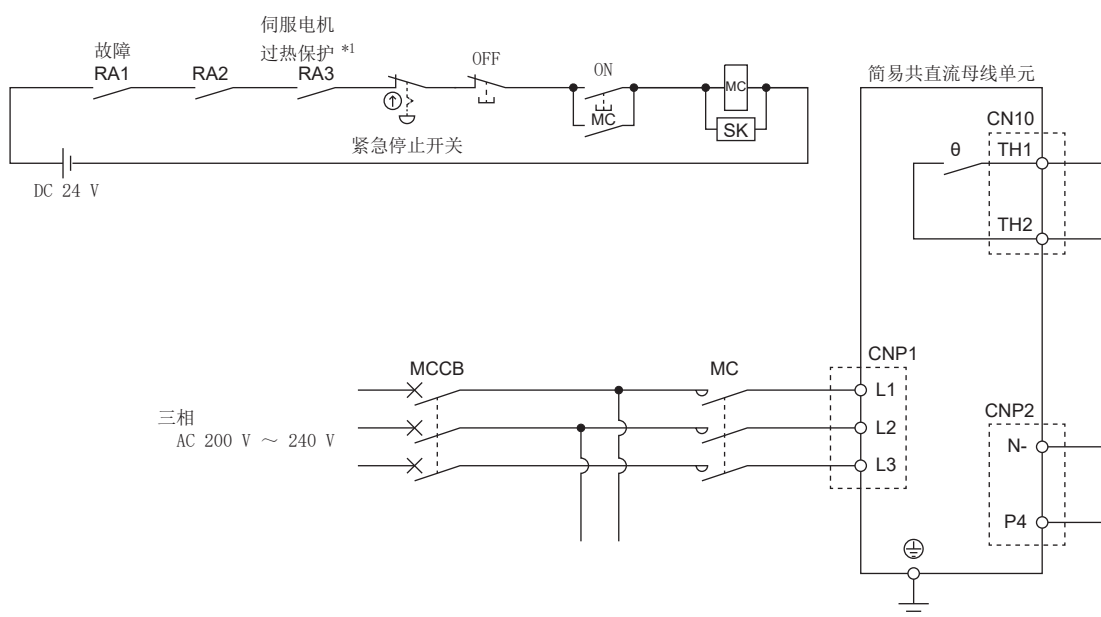 伺服电机
故障 过热保护 *1
RA1 RA2 RA3 OFF ON MC
MC SK
紧急停止开关
DC 24 V
简易共直流母线单元
CN10
θ TH1
TH2
MCCB MC CNP1
L1
三相 L2 CNP2
AC 200 V ～ 240 V
L3 N-
P4